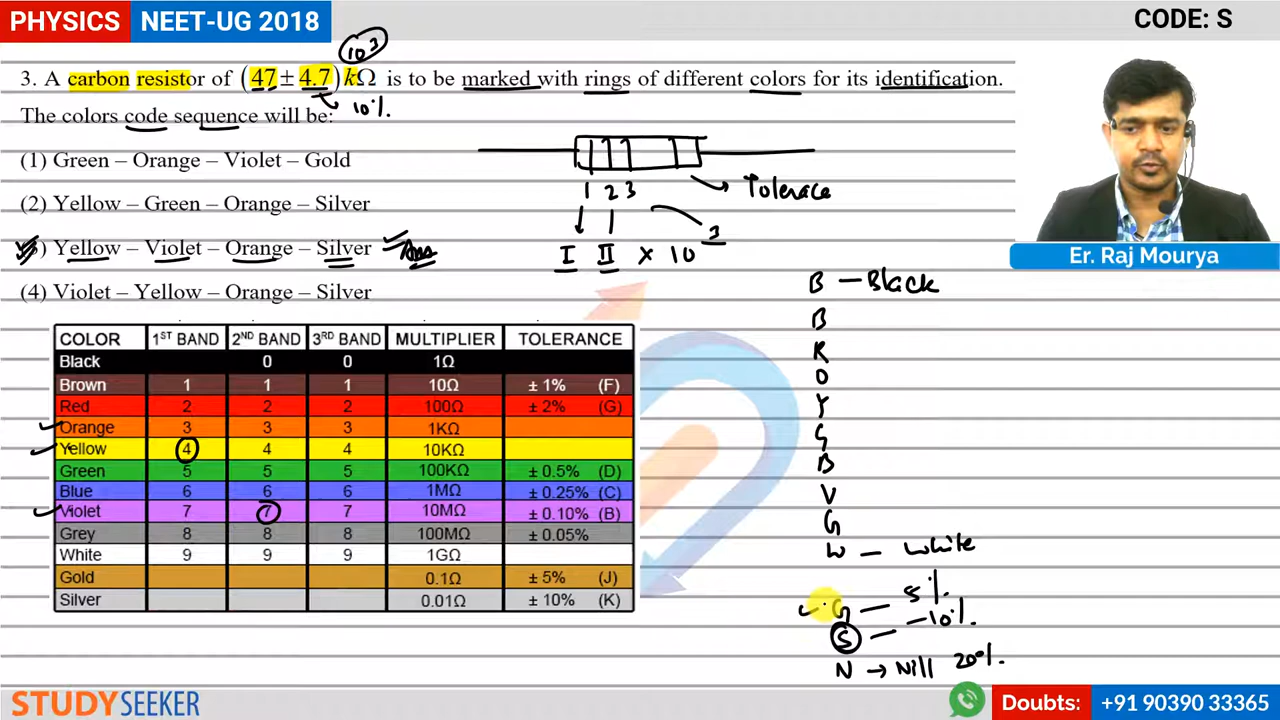 PHYSICS NEET-UG 2018 CODE: S
10³
3. A carbon resistor of (47 ± 4.7) kΩ is to be marked with rings of different colors for its identification.
10%.
The colors code sequence will be:
(1) Green – Orange – Violet – Gold
(2) Yellow – Green – Orange – Silver
(3) Yellow – Violet – Orange – Silver Ans
(4) Violet – Yellow – Orange – Silver
1 2 3 Tolerace
I II × 10 3
Er. Raj Mourya
COLOR 1ST BAND 2ND BAND 3RD BAND MULTIPLIER TOLERANCE
Black 0 0 1Ω
Brown 1 1 1 10Ω ± 1% (F)
Red 2 2 2 100Ω ± 2% (G)
Orange 3 3 3 1KΩ
Yellow 4 4 4 10KΩ
Green 5 5 5 100KΩ ± 0.5% (D)
Blue 6 6 6 1MΩ ± 0.25% (C)
Violet 7 7 7 10MΩ ± 0.10% (B)
Grey 8 8 8 100MΩ ± 0.05%
White 9 9 9 1GΩ
Gold 0.1Ω ± 5% (J)
Silver 0.01Ω ± 10% (K)
B – Black
B
R
O
Y
G
B
V
G
W – White
G – 5%.
S – –10%.
N → Nill 20%.
STUDY SEEKER
Doubts: +91 90390 33365